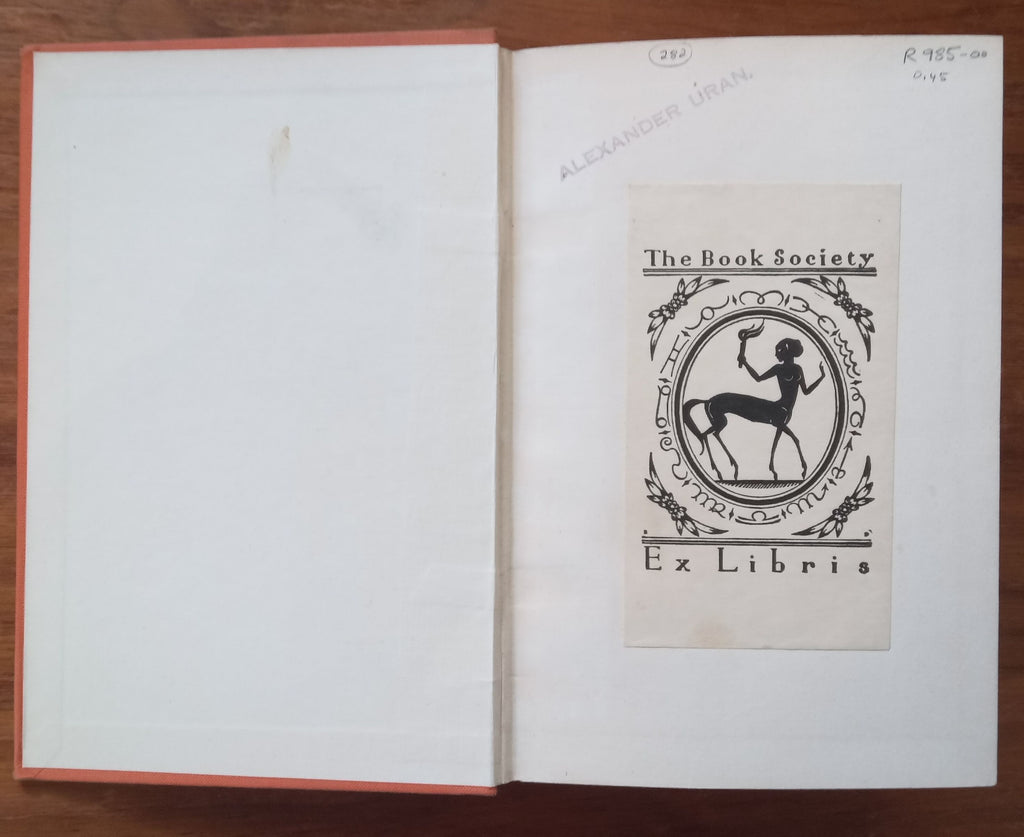 282
R 985-00
0.45
ALEXANDER URAN.
The Book Society
Ex Libris